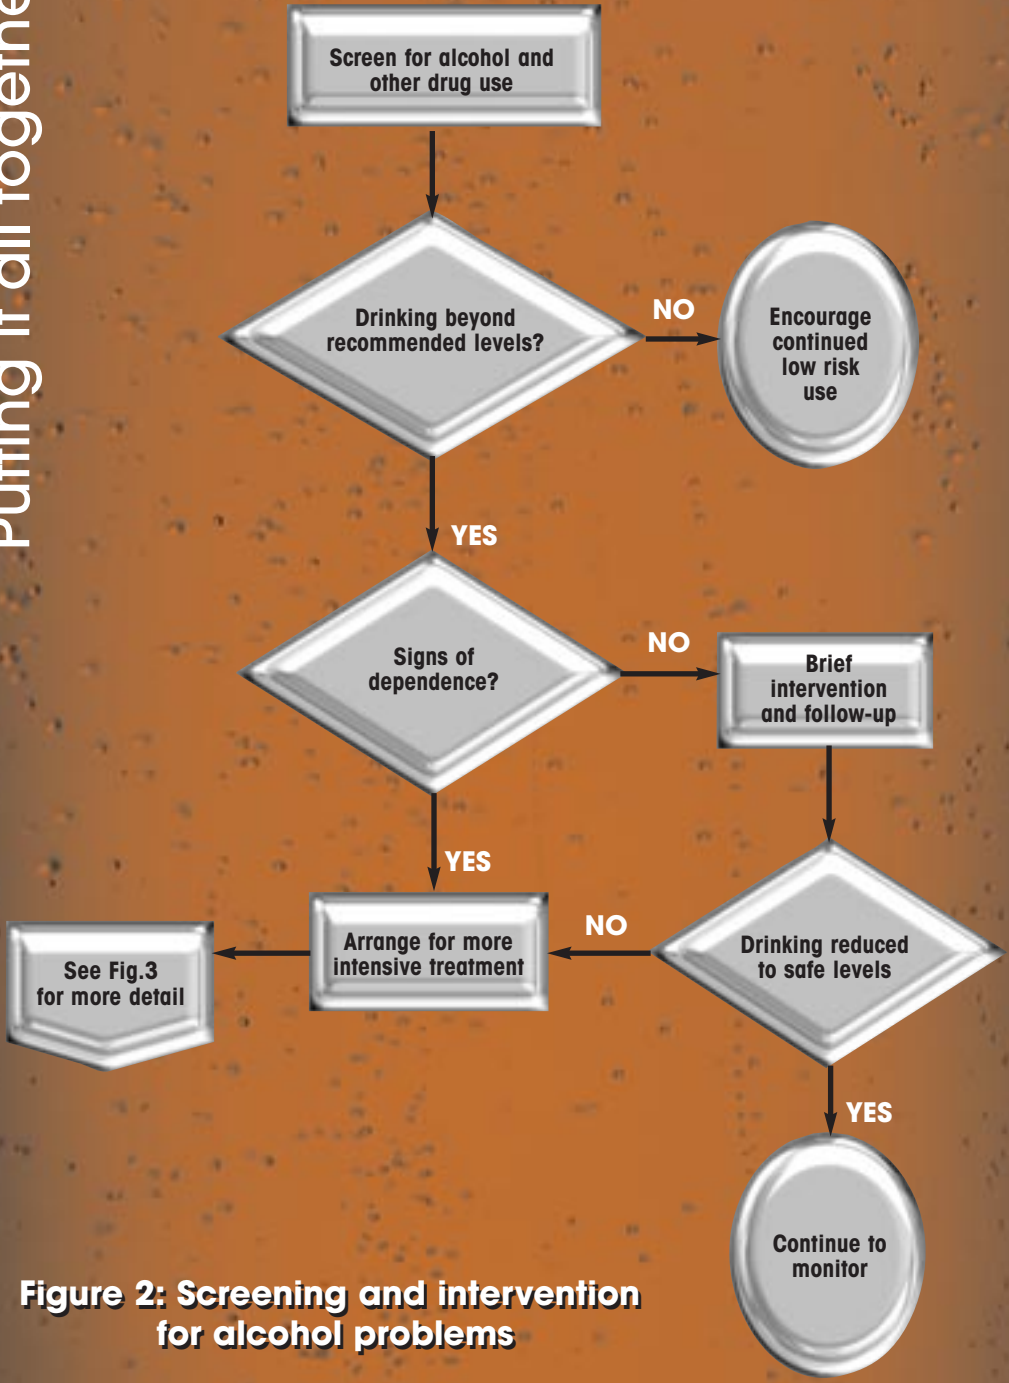 Putting it all together
Screen for alcohol and
other drug use
Drinking beyond
recommended levels?
NO
Encourage
continued
low risk
use
YES
Signs of
dependence?
NO
Brief
intervention
and follow-up
YES
Arrange for more
intensive treatment
NO
Drinking reduced
to safe levels
See Fig.3
for more detail
YES
Continue to
monitor
Figure 2: Screening and intervention
for alcohol problems